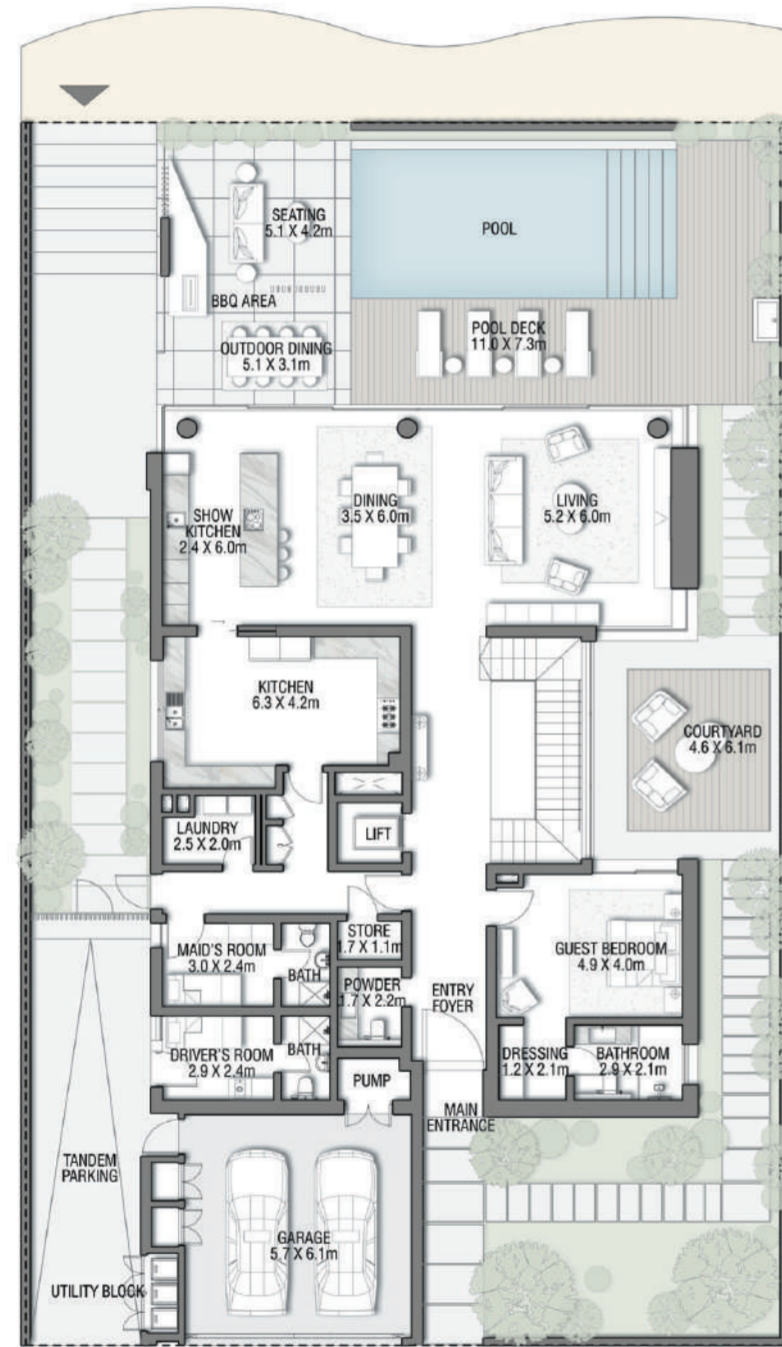 SEATING
5.1 X 4.2m
POOL
BBQ AREA
POOL DECK
11.0 X 7.3m
OUTDOOR DINING
5.1 X 3.1m
SHOW
KITCHEN
2.4 X 6.0m
DINING
3.5 X 6.0m
LIVING
5.2 X 6.0m
KITCHEN
6.3 X 4.2m
COURTYARD
4.6 X 6.1m
LAUNDRY
2.5 X 2.0m
LIFT
STORE
1.7 X 1.1m
MAID'S ROOM
3.0 X 2.4m
BATH
POWDER
1.7 X 2.2m
ENTRY
FOYER
GUEST BEDROOM
4.9 X 4.0m
DRIVER'S ROOM
2.9 X 2.4m
BATH
PUMP
DRESSING
1.2 X 2.1m
BATHROOM
2.9 X 2.1m
MAIN
ENTRANCE
TANDEM
PARKING
GARAGE
5.7 X 6.1m
UTILITY BLOCK